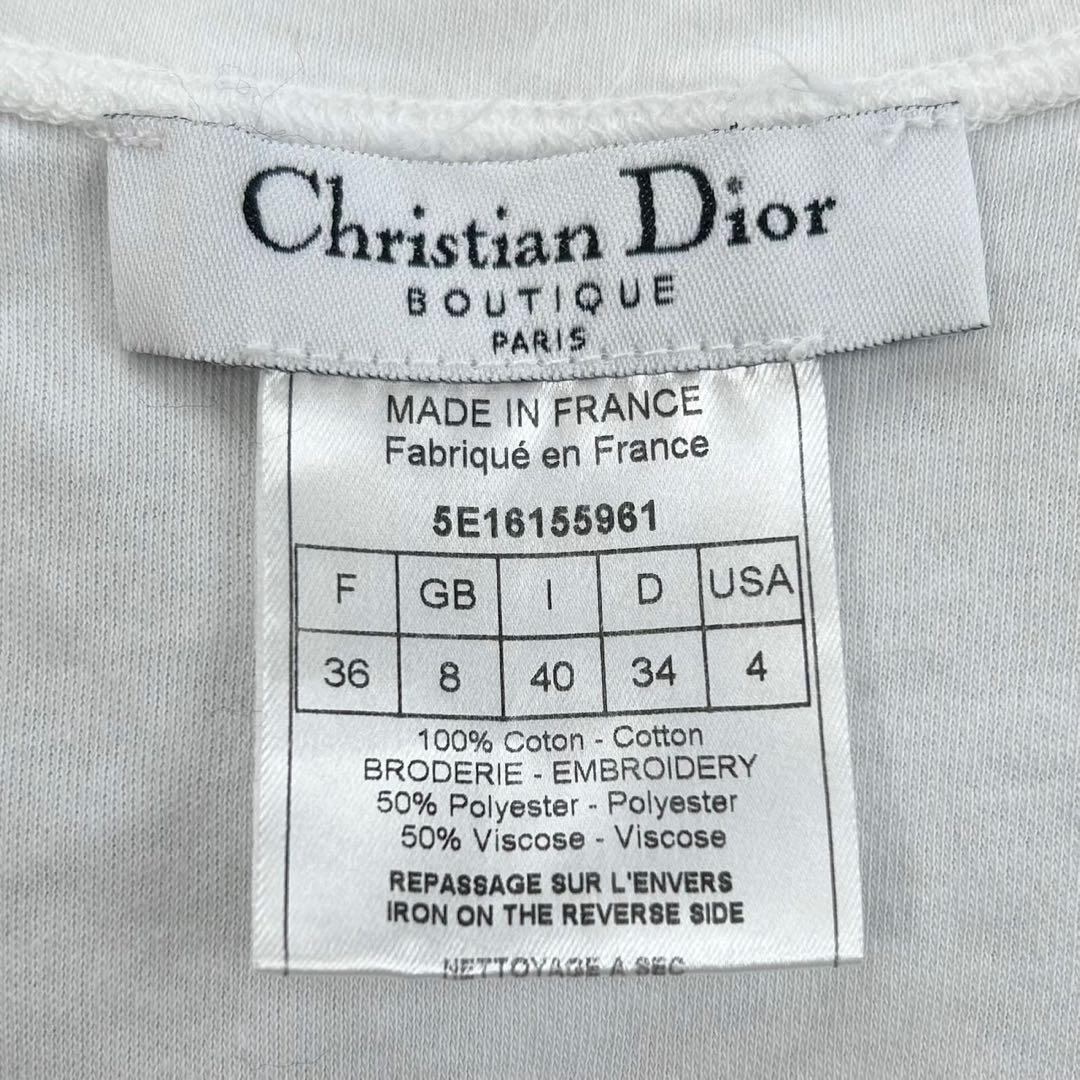 Christian Dior
BOUTIQUE
PARIS
MADE IN FRANCE
Fabriqué en France
5E16155961
F GB I D USA
36 8 40 34 4
100% Coton - Cotton
BRODERIE - EMBROIDERY
50% Polyester - Polyester
50% Viscose - Viscose
REPASSAGE SUR L'ENVERS
IRON ON THE REVERSE SIDE
NETTOYAGE A SEC